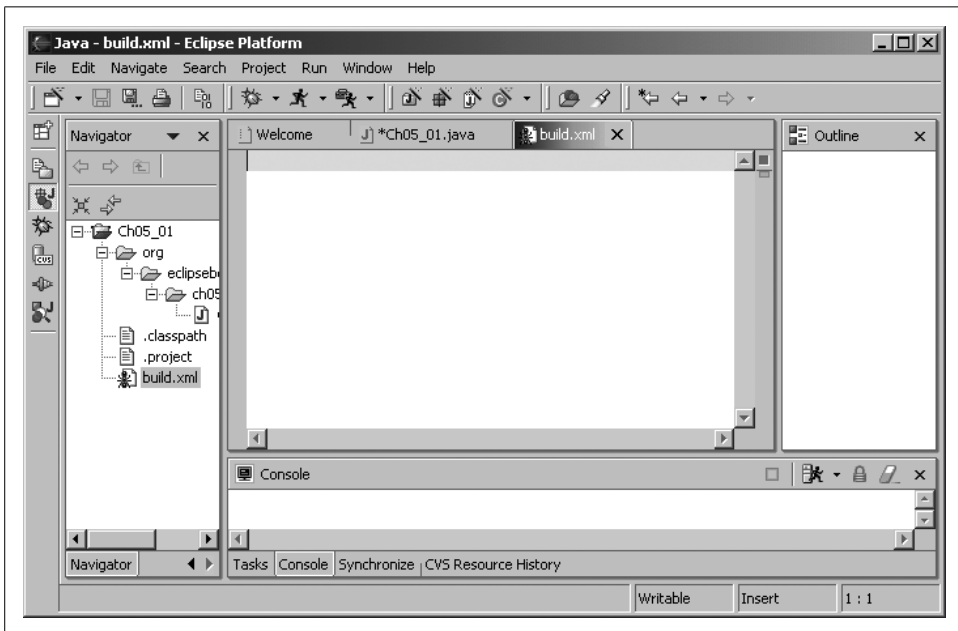 Java - build.xml - Eclipse Platform
File Edit Navigate Search Project Run Window Help
Navigator
Welcome
*Ch05_01.java
build.xml
Outline
Ch05_01
org
eclipseb
ch05
.classpath
.project
build.xml
Console
Navigator
Tasks Console Synchronize CVS Resource History
Writable Insert 1 : 1